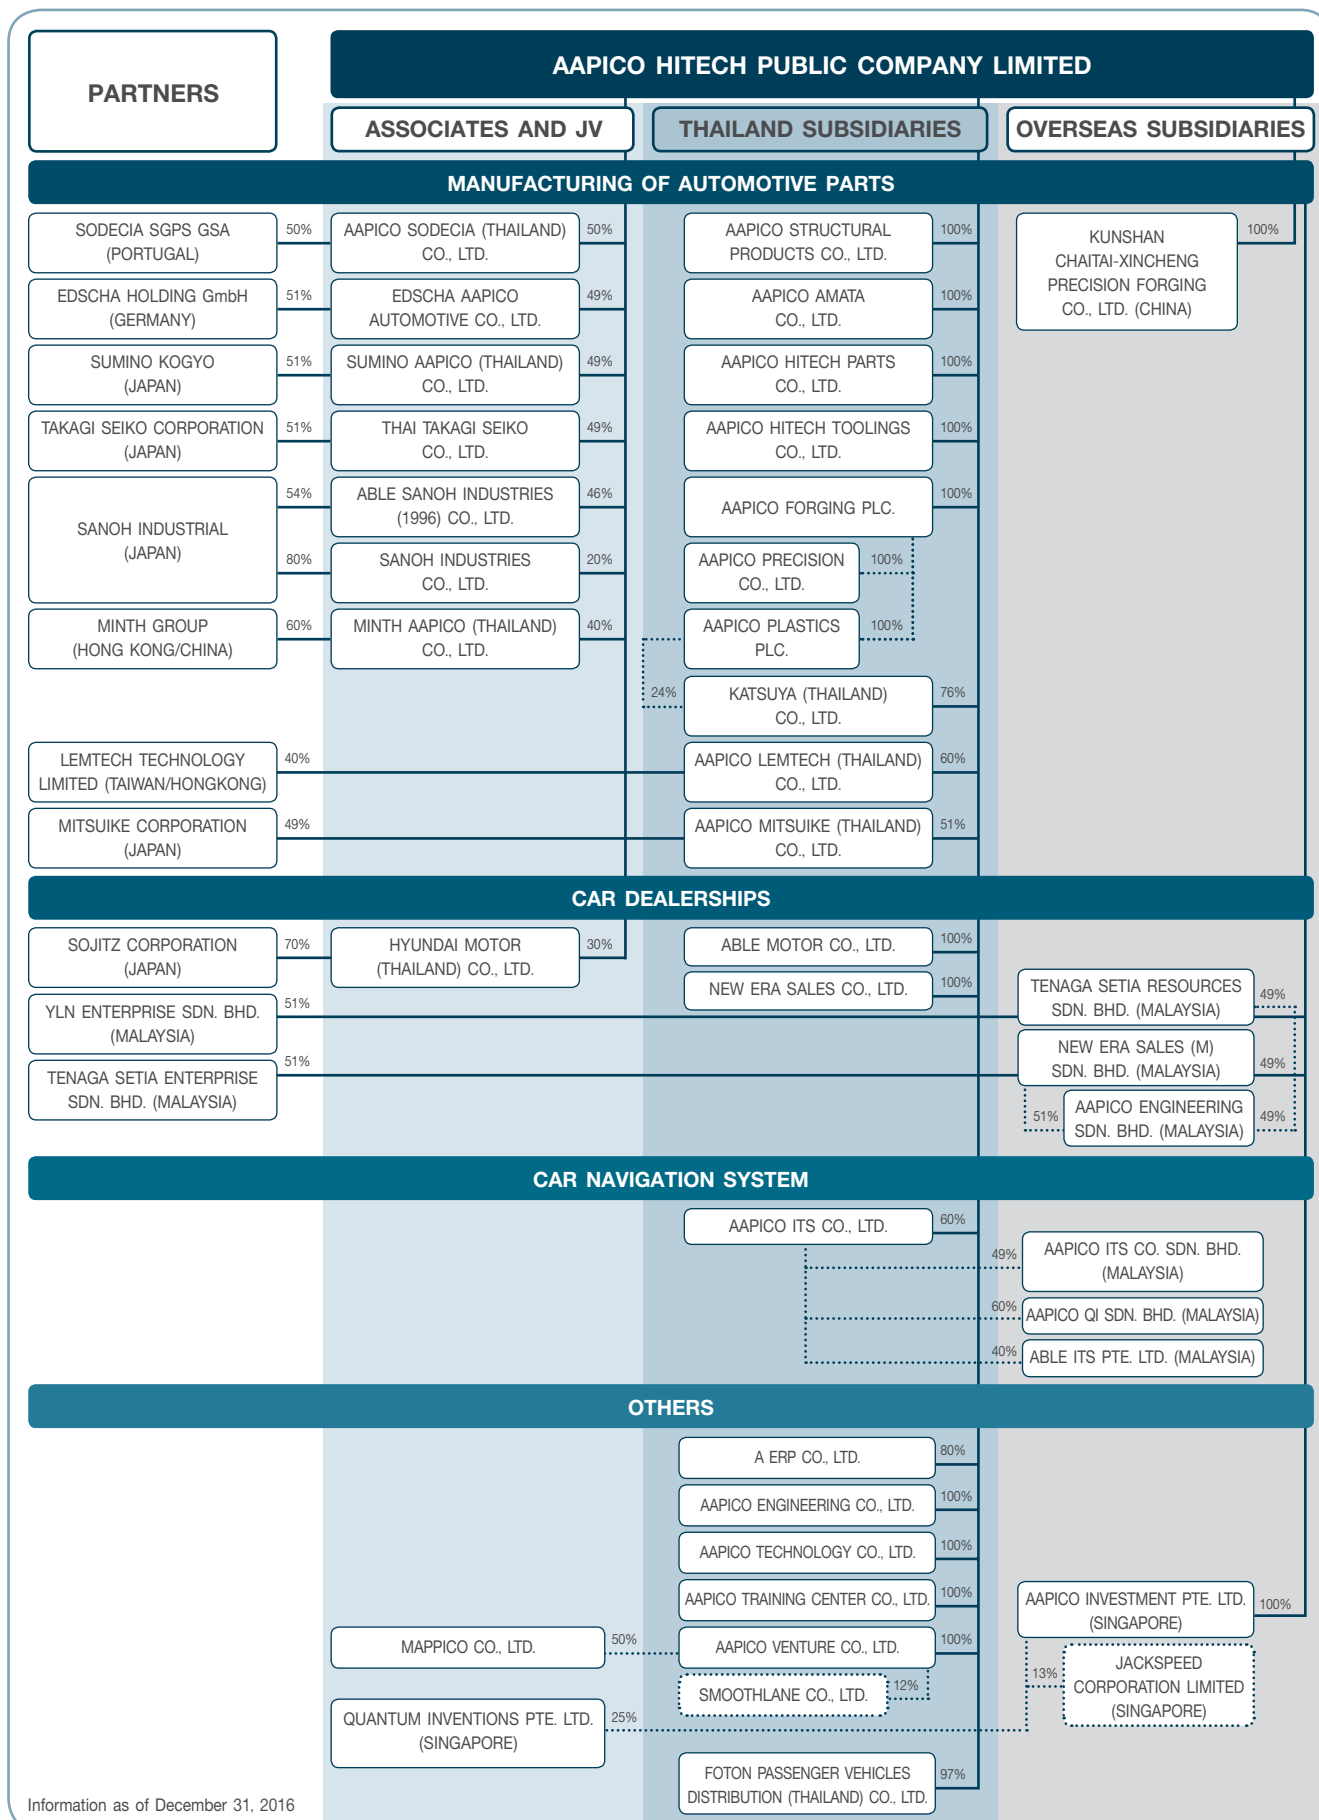 PARTNERS
AAPICO HITECH PUBLIC COMPANY LIMITED
ASSOCIATES AND JV
THAILAND SUBSIDIARIES
OVERSEAS SUBSIDIARIES
MANUFACTURING OF AUTOMOTIVE PARTS
SODECIA SGPS GSA
(PORTUGAL)
50%
AAPICO SODECIA (THAILAND)
CO., LTD.
50%
AAPICO STRUCTURAL
PRODUCTS CO., LTD.
100%
KUNSHAN
CHAITAI-XINCHENG
PRECISION FORGING
CO., LTD. (CHINA)
100%
EDSCHA HOLDING GmbH
(GERMANY)
51%
EDSCHA AAPICO
AUTOMOTIVE CO., LTD.
49%
AAPICO AMATA
CO., LTD.
100%
SUMINO KOGYO
(JAPAN)
51%
SUMINO AAPICO (THAILAND)
CO., LTD.
49%
AAPICO HITECH PARTS
CO., LTD.
100%
TAKAGI SEIKO CORPORATION
(JAPAN)
51%
THAI TAKAGI SEIKO
CO., LTD.
49%
AAPICO HITECH TOOLINGS
CO., LTD.
100%
SANOH INDUSTRIAL
(JAPAN)
54%
ABLE SANOH INDUSTRIES
(1996) CO., LTD.
46%
AAPICO FORGING PLC.
100%
80%
SANOH INDUSTRIES
CO., LTD.
20%
AAPICO PRECISION
CO., LTD.
100%
MINTH GROUP
(HONG KONG/CHINA)
60%
MINTH AAPICO (THAILAND)
CO., LTD.
40%
AAPICO PLASTICS
PLC.
100%
24%
KATSUYA (THAILAND)
CO., LTD.
76%
LEMTECH TECHNOLOGY
LIMITED (TAIWAN/HONGKONG)
40%
AAPICO LEMTECH (THAILAND)
CO., LTD.
60%
MITSUIKE CORPORATION
(JAPAN)
49%
AAPICO MITSUIKE (THAILAND)
CO., LTD.
51%
CAR DEALERSHIPS
SOJITZ CORPORATION
(JAPAN)
70%
HYUNDAI MOTOR
(THAILAND) CO., LTD.
30%
ABLE MOTOR CO., LTD.
100%
NEW ERA SALES CO., LTD.
100%
YLN ENTERPRISE SDN. BHD.
(MALAYSIA)
51%
TENAGA SETIA RESOURCES
SDN. BHD. (MALAYSIA)
49%
TENAGA SETIA ENTERPRISE
SDN. BHD. (MALAYSIA)
51%
NEW ERA SALES (M)
SDN. BHD. (MALAYSIA)
49%
51%
AAPICO ENGINEERING
SDN. BHD. (MALAYSIA)
49%
CAR NAVIGATION SYSTEM
AAPICO ITS CO., LTD.
60%
49%
AAPICO ITS CO. SDN. BHD.
(MALAYSIA)
60%
AAPICO QI SDN. BHD. (MALAYSIA)
40%
ABLE ITS PTE. LTD. (MALAYSIA)
OTHERS
A ERP CO., LTD.
80%
AAPICO ENGINEERING CO., LTD.
100%
AAPICO TECHNOLOGY CO., LTD.
100%
AAPICO TRAINING CENTER CO., LTD.
100%
AAPICO INVESTMENT PTE. LTD.
(SINGAPORE)
100%
MAPPICO CO., LTD.
50%
AAPICO VENTURE CO., LTD.
100%
SMOOTHLANE CO., LTD.
12%
13%
JACKSPEED
CORPORATION LIMITED
(SINGAPORE)
QUANTUM INVENTIONS PTE. LTD.
(SINGAPORE)
25%
FOTON PASSENGER VEHICLES
DISTRIBUTION (THAILAND) CO., LTD.
97%
Information as of December 31, 2016